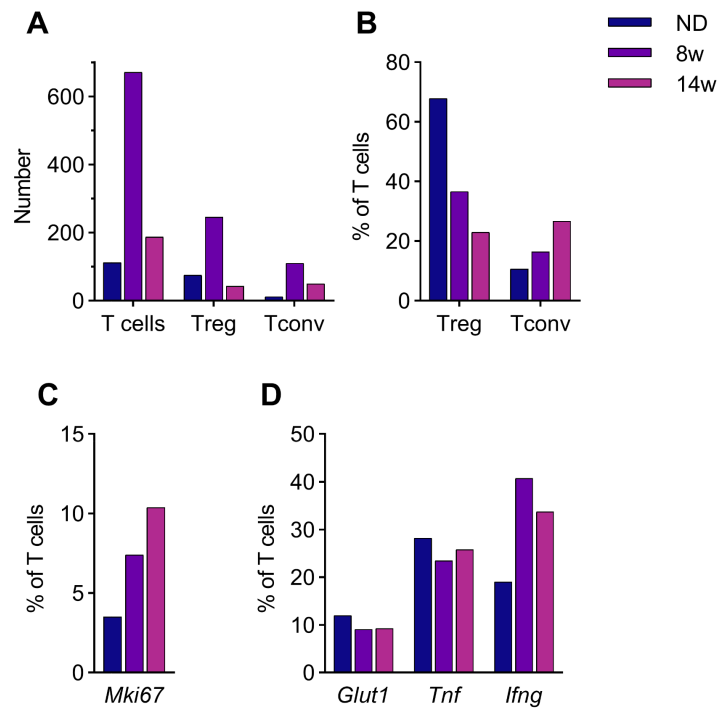 A
Number
600
400
200
0
T cells Treg Tconv
B
% of T cells
80
60
40
20
0
Treg Tconv
ND
8w
14w
C
% of T cells
15
10
5
0
Mki67
D
% of T cells
50
40
30
20
10
0
Glut1 Tnf Ifng